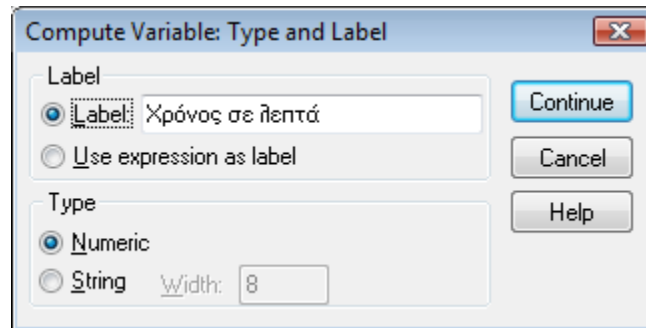 Compute Variable: Type and Label
Label
Label: Χρόνος σε λεπτά
Use expression as label
Type
Numeric
String Width: 8
Continue
Cancel
Help